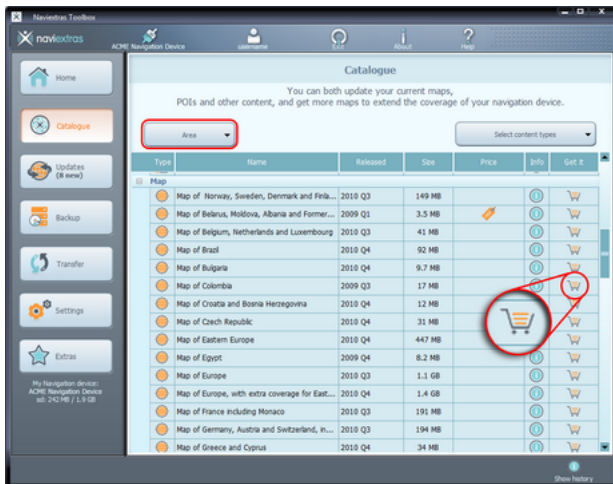 Naviextras Toolbox
naviextras
ACME Navigation Device
username
Exit
About
Help
Home
Catalogue
Updates
(8 new)
Backup
Transfer
Settings
Extras
My Navigation device:
ACME Navigation Device
sd: 242 MB / 1.9 GB
Catalogue
You can both update your current maps,
POIs and other content, and get more maps to extend the coverage of your navigation device.
Area
Select content types
Type Name Released Size Price Info Get it
Map
Map of Norway, Sweden, Denmark and Finla... 2010 Q3 149 MB
Map of Belarus, Moldova, Albania and Former... 2009 Q1 3.5 MB
Map of Belgium, Netherlands and Luxembourg 2010 Q3 41 MB
Map of Brazil 2010 Q4 92 MB
Map of Bulgaria 2010 Q4 9.7 MB
Map of Colombia 2009 Q3 17 MB
Map of Croatia and Bosnia Herzegovina 2010 Q4 12 MB
Map of Czech Republic 2010 Q4 31 MB
Map of Eastern Europe 2010 Q4 447 MB
Map of Egypt 2009 Q4 8.2 MB
Map of Europe 2010 Q3 1.1 GB
Map of Europe, with extra coverage for East... 2010 Q4 1.4 GB
Map of France including Monaco 2010 Q3 191 MB
Map of Germany, Austria and Switzerland, in... 2010 Q3 194 MB
Map of Greece and Cyprus 2010 Q4 34 MB
Show history